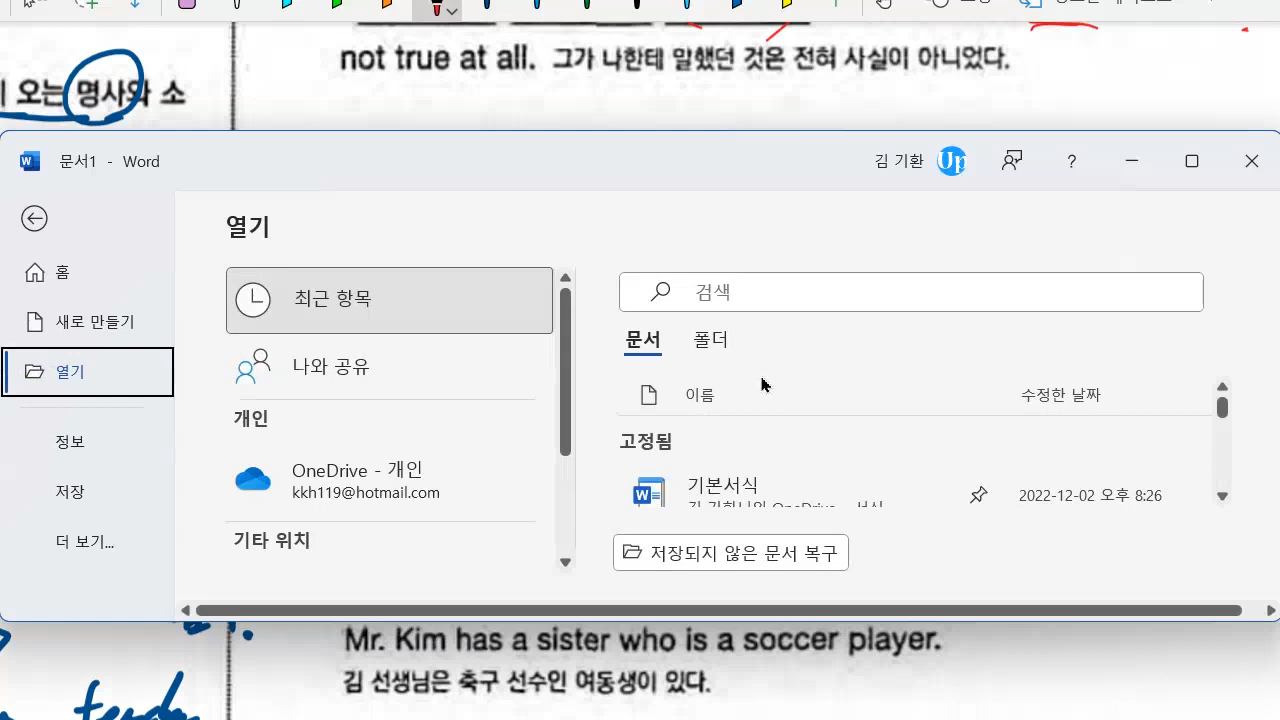 not true at all. 그가 나한테 말했던 것은 전혀 사실이 아니었다.
오는 명사와 소
문서1 - Word
김 기환
Up
?
열기
홈
새로 만들기
열기
정보
저장
더 보기...
최근 항목
나와 공유
개인
OneDrive - 개인
kkh119@hotmail.com
기타 위치
검색
문서 폴더
이름 수정한 날짜
고정됨
기본서식 2022-12-02 오후 8:26
저장되지 않은 문서 복구
Mr. Kim has a sister who is a soccer player.
김 선생님은 축구 선수인 여동생이 있다.